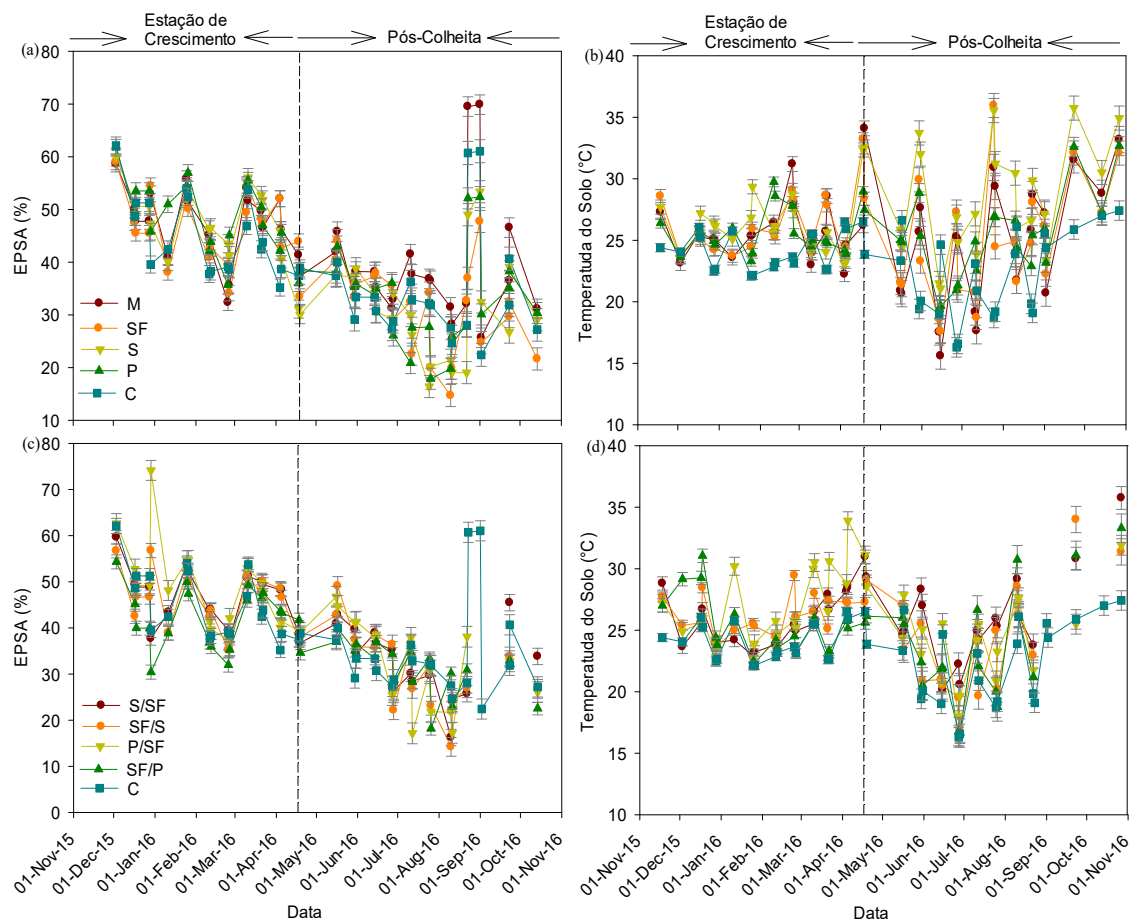 Estação de
Crescimento
Pós-Colheita
Estação de
Crescimento
Pós-Colheita
(a)
80
70
60
50
40
30
20
10
EPSA (%)
M
SF
S
P
C
(b)
40
35
30
25
20
15
10
Temperatuda do Solo (°C)
(c)
80
70
60
50
40
30
20
10
0
EPSA (%)
S/SF
SF/S
P/SF
SF/P
C
(d)
40
35
30
25
20
15
10
Temperatuda do Solo (°C)
01-Nov-15
01-Dec-15
01-Jan-16
01-Feb-16
01-Mar-16
01-Apr-16
01-May-16
01-Jun-16
01-Jul-16
01-Aug-16
01-Sep-16
01-Oct-16
01-Nov-16
Data
01-Nov-15
01-Dec-15
01-Jan-16
01-Feb-16
01-Mar-16
01-Apr-16
01-May-16
01-Jun-16
01-Jul-16
01-Aug-16
01-Sep-16
01-Oct-16
01-Nov-16
Data